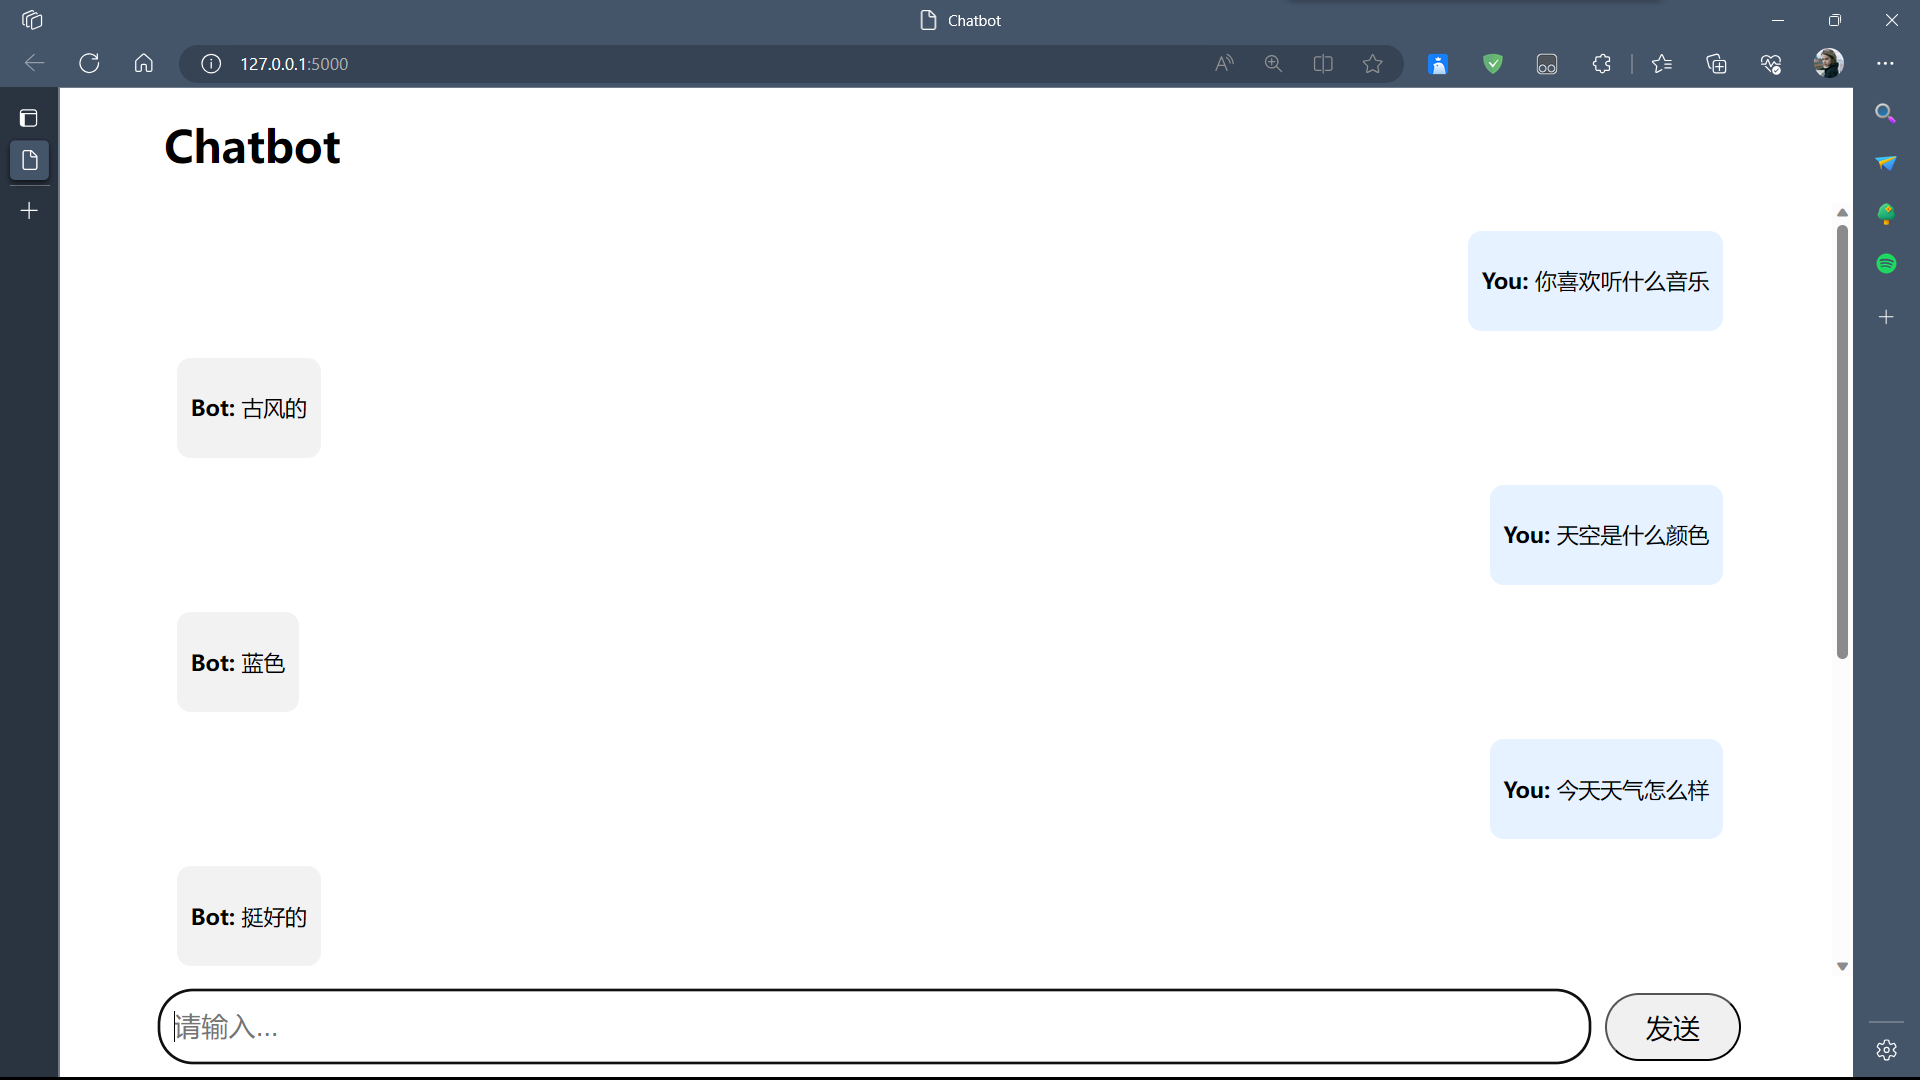 Chatbot
127.0.0.1:5000
Chatbot
You: 你喜欢听什么音乐
Bot: 古风的
You: 天空是什么颜色
Bot: 蓝色
You: 今天天气怎么样
Bot: 挺好的
请输入...
发送